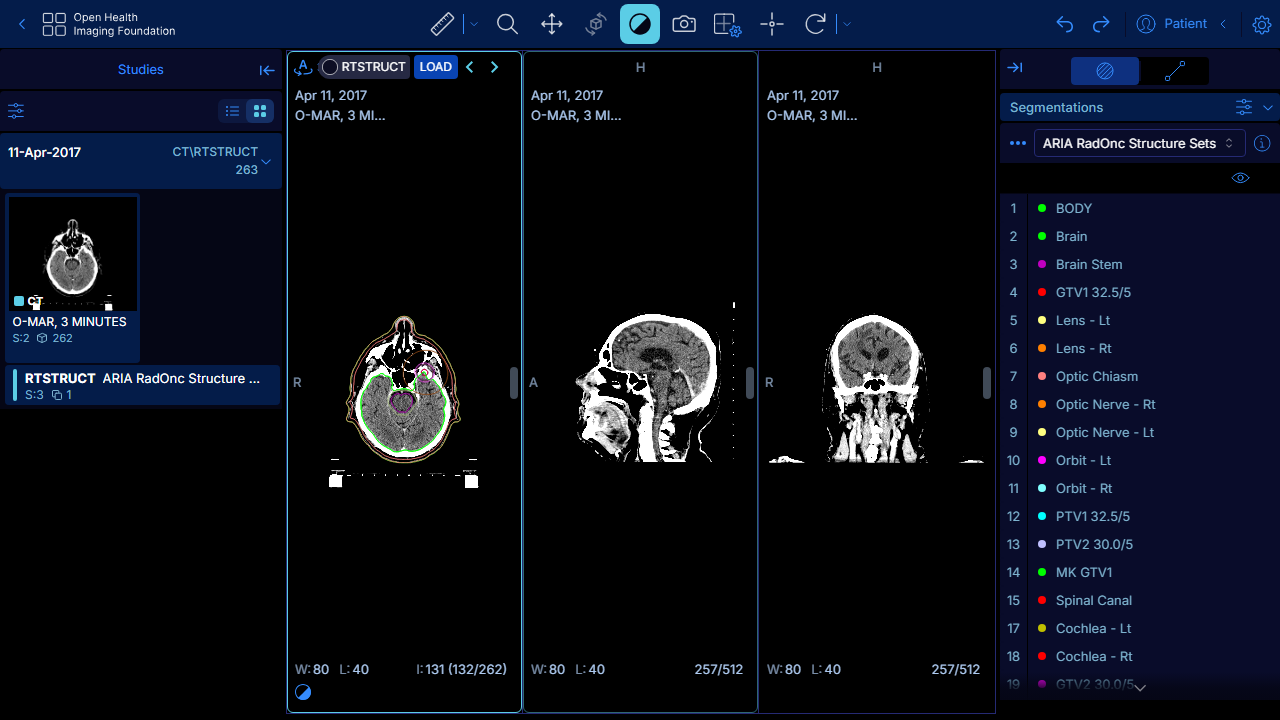 Open Health
Imaging Foundation
Patient
Studies
11-Apr-2017
CT\RTSTRUCT
263
CT
O-MAR, 3 MINUTES
S:2 262
RTSTRUCT ARIA RadOnc Structure ...
S:3 1
A RTSTRUCT LOAD
Apr 11, 2017
O-MAR, 3 MI...
R
W: 80 L: 40 I: 131 (132/262)
H
Apr 11, 2017
O-MAR, 3 MI...
A
W: 80 L: 40 257/512
H
Apr 11, 2017
O-MAR, 3 MI...
R
W: 80 L: 40 257/512
Segmentations
ARIA RadOnc Structure Sets
1 BODY
2 Brain
3 Brain Stem
4 GTV1 32.5/5
5 Lens - Lt
6 Lens - Rt
7 Optic Chiasm
8 Optic Nerve - Rt
9 Optic Nerve - Lt
10 Orbit - Lt
11 Orbit - Rt
12 PTV1 32.5/5
13 PTV2 30.0/5
14 MK GTV1
15 Spinal Canal
17 Cochlea - Lt
18 Cochlea - Rt
19 GTV2 30.0/5